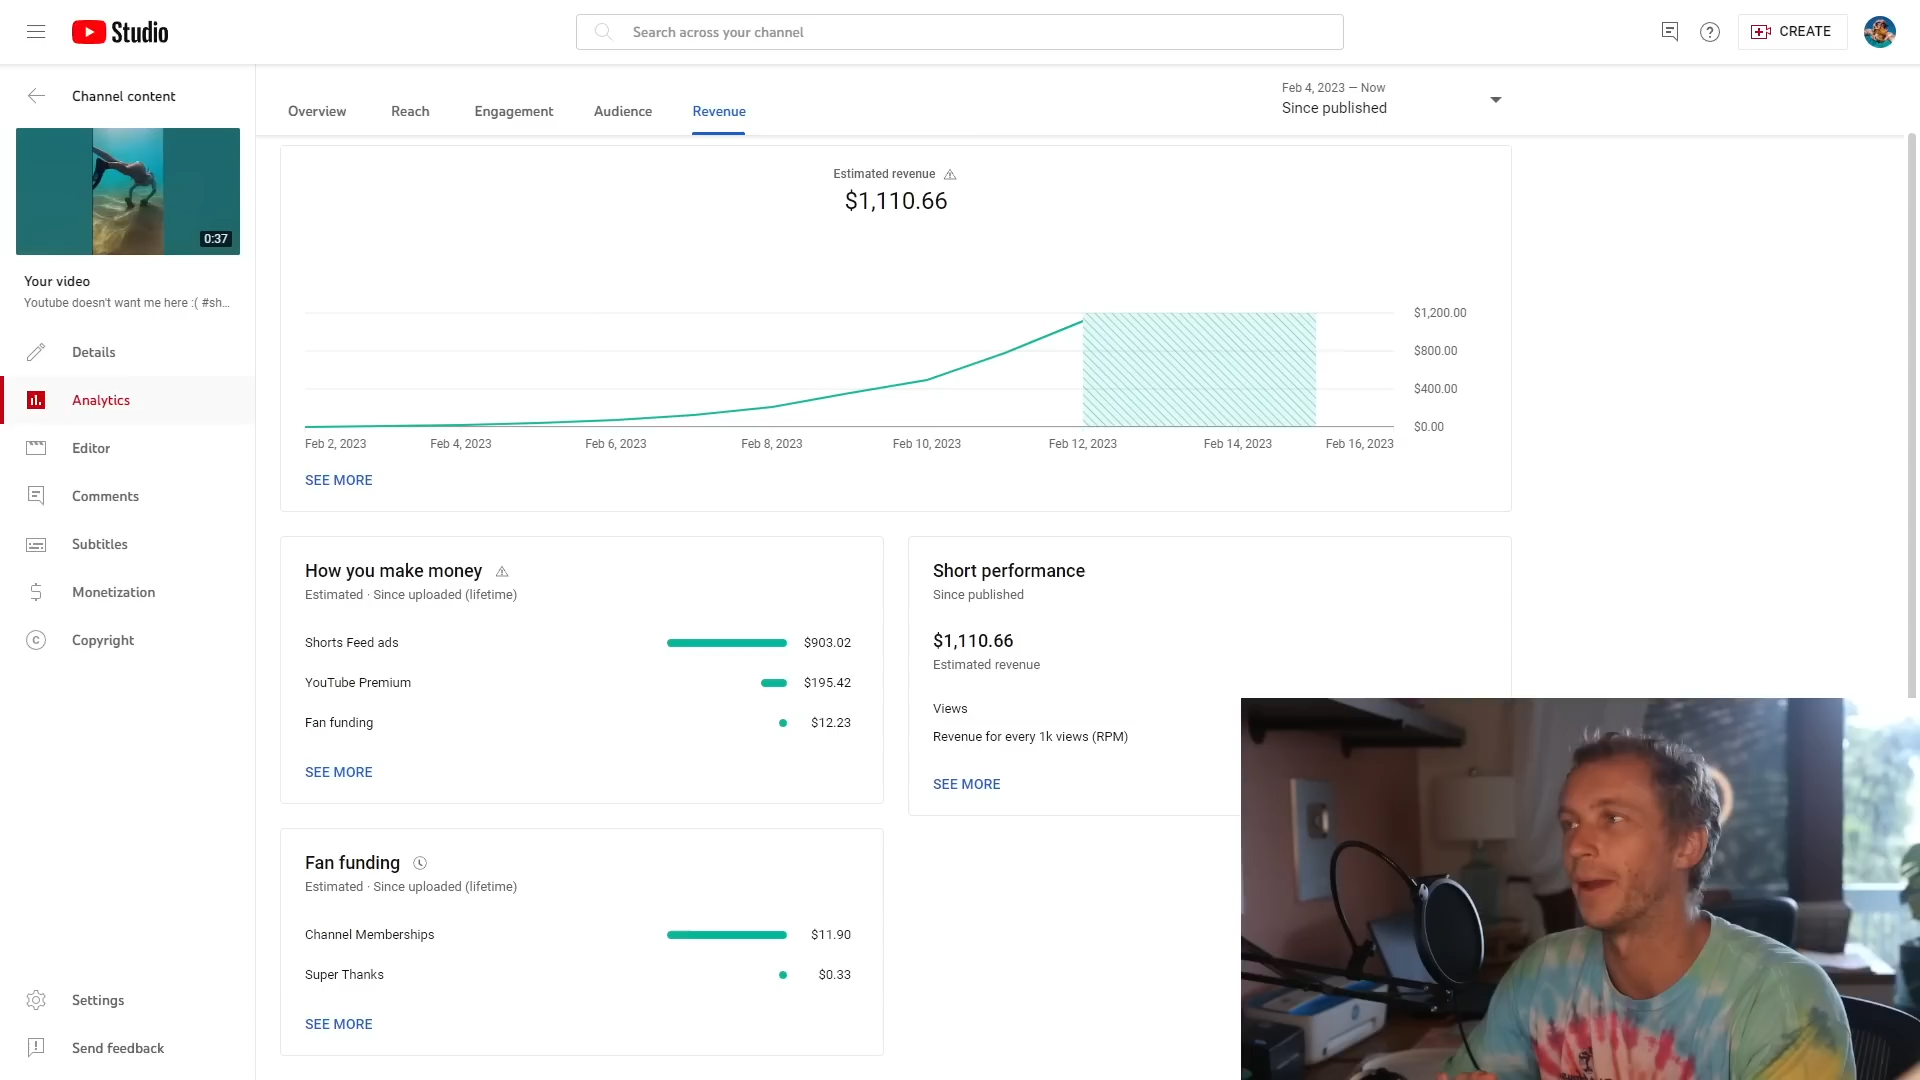 Studio
Search across your channel
?
CREATE
Channel content
0:37
Your video
Youtube doesn't want me here :( #sh...
Details
Analytics
Editor
Comments
Subtitles
Monetization
Copyright
Settings
Send feedback
Overview
Reach
Engagement
Audience
Revenue
Feb 4, 2023 – Now
Since published
Estimated revenue
$1,110.66
$1,200.00
$800.00
$400.00
$0.00
Feb 2, 2023
Feb 4, 2023
Feb 6, 2023
Feb 8, 2023
Feb 10, 2023
Feb 12, 2023
Feb 14, 2023
Feb 16, 2023
SEE MORE
How you make money
Estimated · Since uploaded (lifetime)
Shorts Feed ads $903.02
YouTube Premium $195.42
Fan funding $12.23
SEE MORE
Short performance
Since published
$1,110.66
Estimated revenue
Views
Revenue for every 1k views (RPM)
SEE MORE
Fan funding
Estimated · Since uploaded (lifetime)
Channel Memberships $11.90
Super Thanks $0.33
SEE MORE